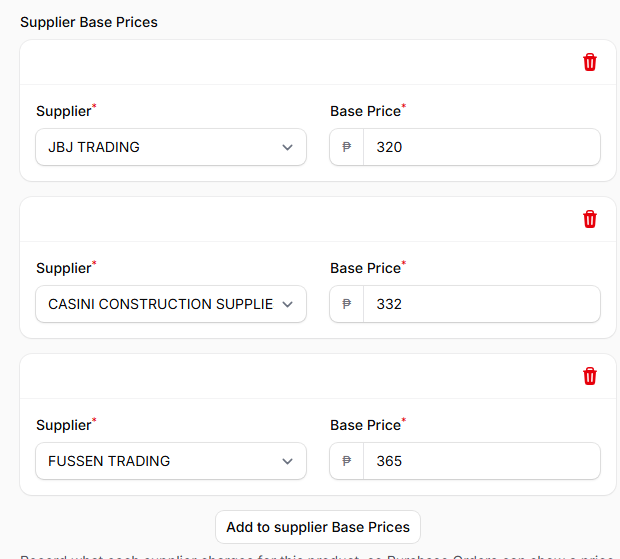 Supplier Base Prices
Supplier* Base Price*
JBJ TRADING ₱ 320
Supplier* Base Price*
CASINI CONSTRUCTION SUPPLIE ₱ 332
Supplier* Base Price*
FUSSEN TRADING ₱ 365
Add to supplier Base Prices
Record what each supplier charges for this product, so Purchase Orders can show a price